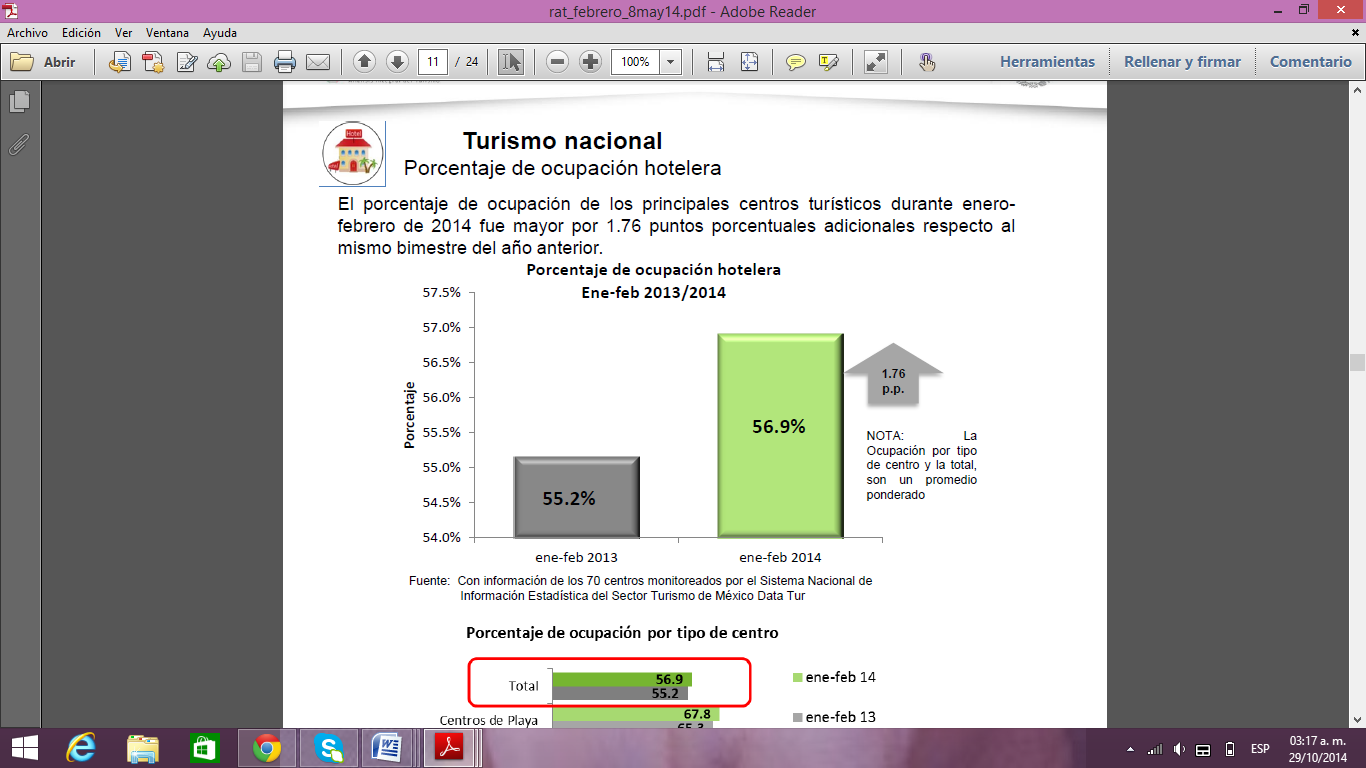 rat_febrero_8may14.pdf - Adobe Reader
Archivo Edición Ver Ventana Ayuda
Abrir 11 / 24 100% Herramientas Rellenar y firmar Comentario
Hotel
Turismo nacional
Porcentaje de ocupación hotelera
El porcentaje de ocupación de los principales centros turísticos durante enero-
febrero de 2014 fue mayor por 1.76 puntos porcentuales adicionales respecto al
mismo bimestre del año anterior.
Porcentaje de ocupación hotelera
Ene-feb 2013/2014
Porcentaje
57.5%
57.0%
56.5%
56.0%
55.5%
55.0%
54.5%
54.0%
55.2%
56.9%
ene-feb 2013 ene-feb 2014
1.76
p.p.
NOTA: La
Ocupación por tipo
de centro y la total,
son un promedio
ponderado
Fuente: Con información de los 70 centros monitoreados por el Sistema Nacional de
Información Estadística del Sector Turismo de México Data Tur
Porcentaje de ocupación por tipo de centro
Total 56.9
55.2
Centros de Playa 67.8
65.3
ene-feb 14
ene-feb 13
ESP
03:17 a. m.
29/10/2014